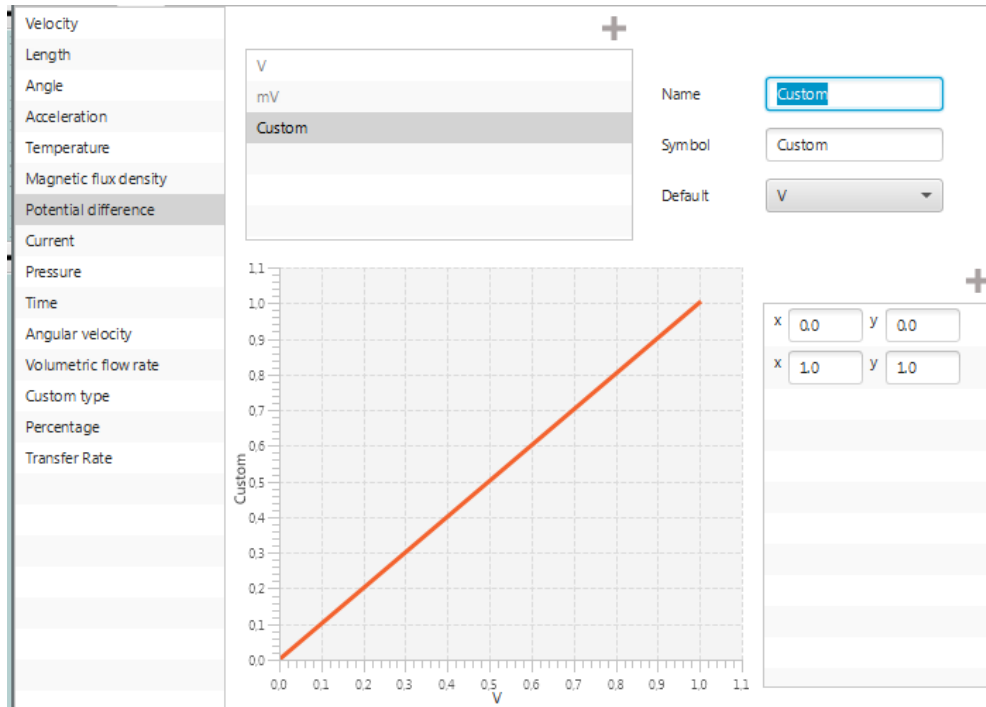 Velocity
Length
Angle
Acceleration
Temperature
Magnetic flux density
Potential difference
Current
Pressure
Time
Angular velocity
Volumetric flow rate
Custom type
Percentage
Transfer Rate
V
mV
Custom
Name Custom
Symbol Custom
Default V
1,1
1,0
0,9
0,8
0,7
0,6
0,5
0,4
0,3
0,2
0,1
0,0
Custom
0,0 0,1 0,2 0,3 0,4 0,5 0,6 0,7 0,8 0,9 1,0 1,1
V
x 0.0 y 0.0
x 1.0 y 1.0